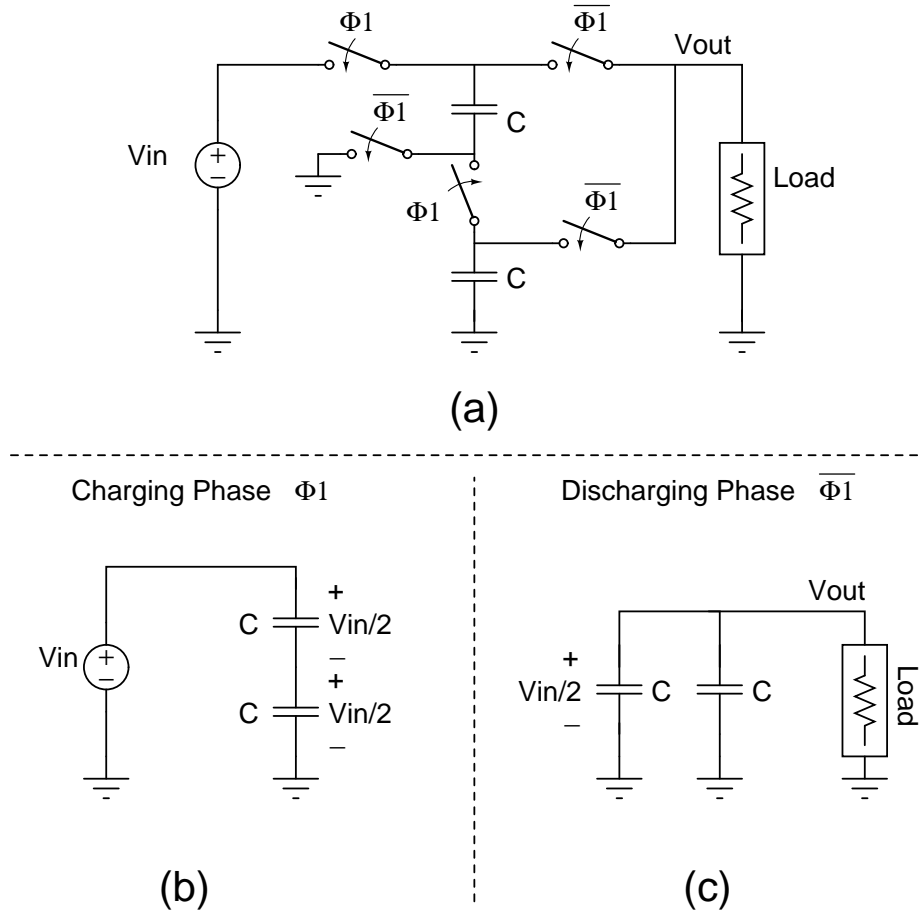 Φ1
Φ1̅
Vout
C
Φ1̅
Vin
+
−
Load
Φ1
Φ1̅
C
(a)
Charging Phase Φ1
Discharging Phase Φ1̅
Vin
+
−
C
+
Vin/2
−
C
+
Vin/2
−
(b)
Vout
+
Vin/2
−
C
C
Load
(c)